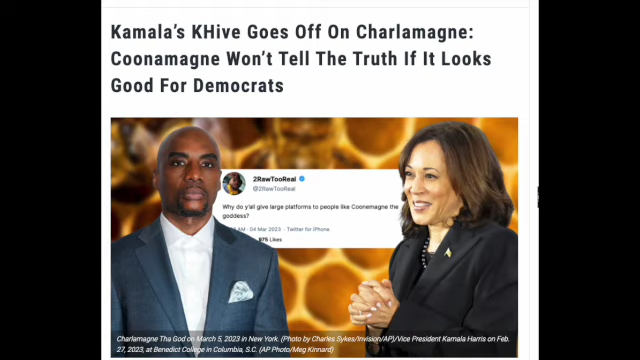 Kamala's KHive Goes Off On Charlamagne:
Coonamagne Won't Tell The Truth If It Looks
Good For Democrats
2RawTooReal
@2RawTooReal
Why do y'all give large platforms to people like Coonemagne the
goddess?
AM · 04 Mar 2023 · Twitter for iPhone
971 Likes
Charlamagne Tha God on March 5, 2023 in New York. (Photo by Charles Sykes/Invision/AP)/Vice President Kamala Harris on Feb.
27, 2023, at Benedict College in Columbia, S.C. (AP Photo/Meg Kinnard)